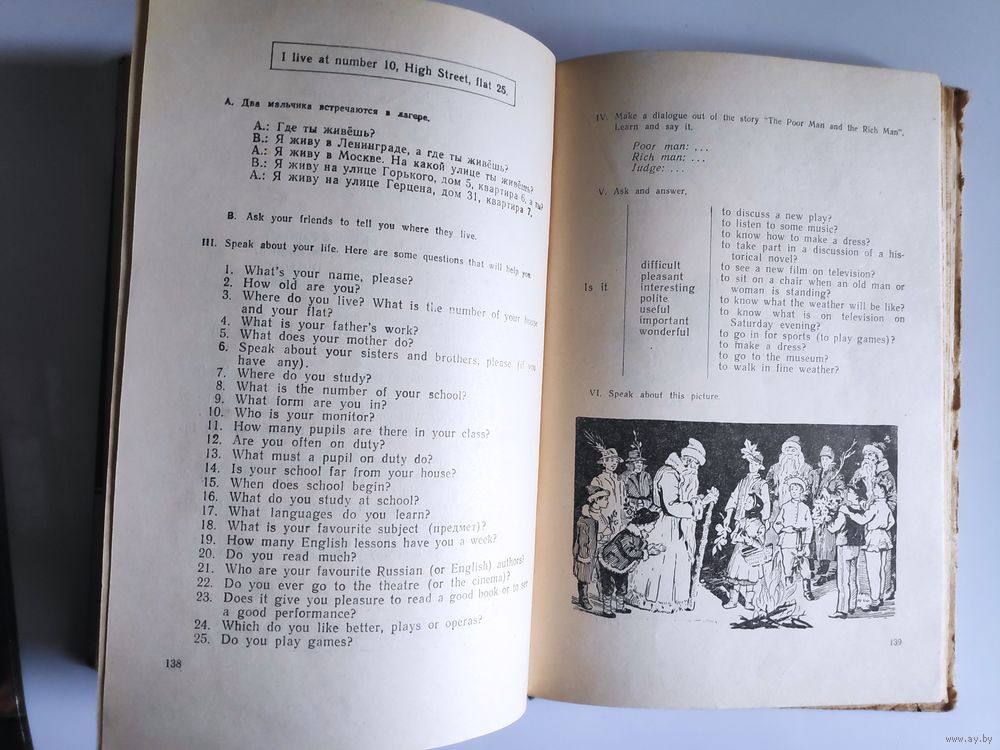 I live at number 10, High Street, flat 25.
A. Два мальчика встречаются в лагере.
A.: Где ты живёшь?
B.: Я живу в Ленинграде, а где ты живёшь?
A.: Я живу в Москве. На какой улице ты живёшь?
B.: Я живу на улице Горького, дом 5, квартира 6, а ты?
A.: Я живу на улице Герцена, дом 31, квартира 7.
B. Ask your friends to tell you where they live.
III. Speak about your life. Here are some questions that will help you
1. What's your name, please?
2. How old are you?
3. Where do you live? What is the number of your house
and your flat?
4. What is your father's work?
5. What does your mother do?
6. Speak about your sisters and brothers, please (if you
have any).
7. Where do you study?
8. What is the number of your school?
9. What form are you in?
10. Who is your monitor?
11. How many pupils are there in your class?
12. Are you often on duty?
13. What must a pupil on duty do?
14. Is your school far from your house?
15. When does school begin?
16. What do you study at school?
17. What languages do you learn?
18. What is your favourite subject (предмет)?
19. How many English lessons have you a week?
20. Do you read much?
21. Who are your favourite Russian (or English) authors?
22. Do you ever go to the theatre (or the cinema)?
23. Does it give you pleasure to read a good book or to see
a good performance?
24. Which do you like better, plays or operas?
25. Do you play games?
138
IV. Make a dialogue out of the story "The Poor Man and the Rich Man".
Learn and say it.
Poor man: ...
Rich man: ...
Judge: ...
V. Ask and answer.
Is it
difficult
pleasant
interesting
polite
useful
important
wonderful
to discuss a new play?
to listen to some music?
to know how to make a dress?
to take part in a discussion of a his-
torical novel?
to see a new film on television?
to sit on a chair when an old man or
woman is standing?
to know what the weather will be like?
to know what is on television on
Saturday evening?
to go in for sports (to play games)?
to make a dress?
to go to the museum?
to walk in fine weather?
VI. Speak about this picture.
139
www.ay.by